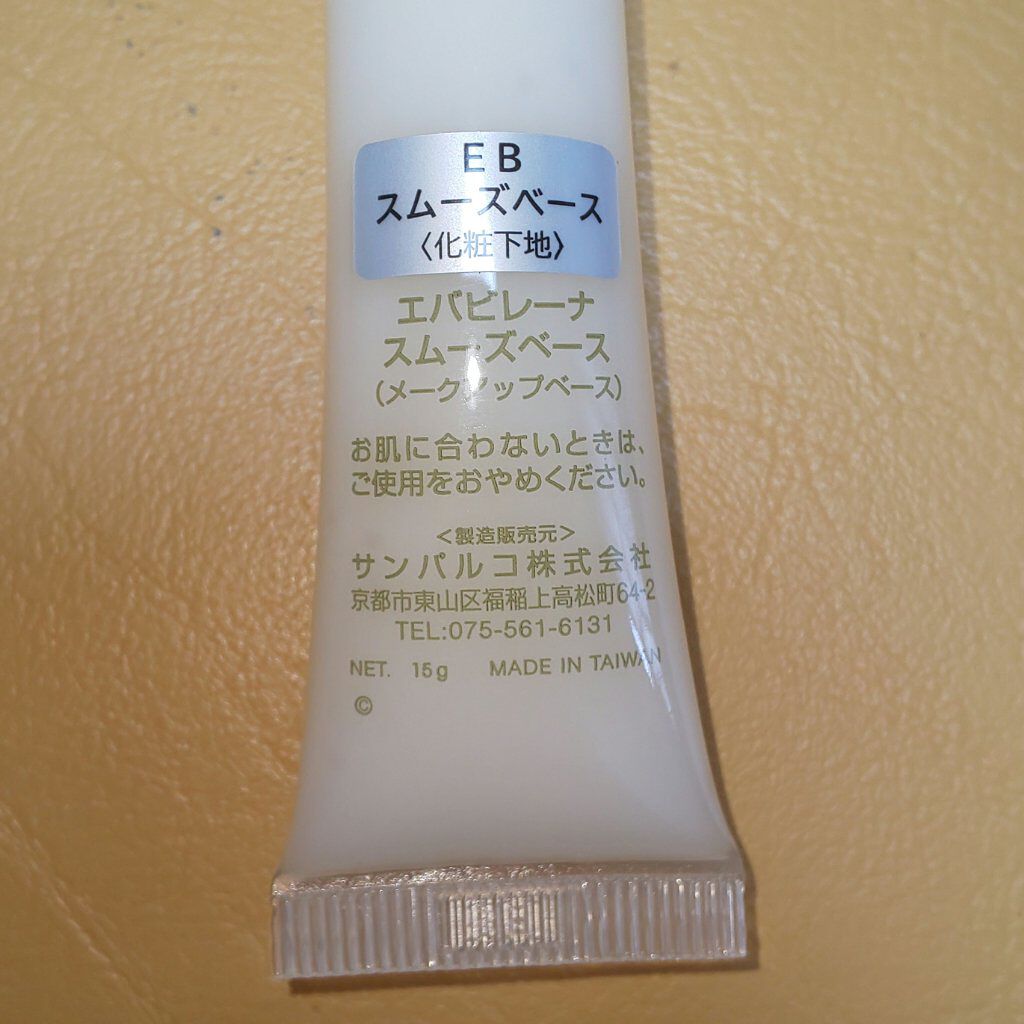 EB
スムーズベース
〈化粧下地〉
エバビレーナ
スムーズベース
(メークアップベース)
お肌に合わないときは、
ご使用をおやめください。
<製造販売元>
サンパルコ株式会社
京都市東山区福稲上高松町64-2
TEL:075-561-6131
NET. 15g MADE IN TAIWAN
©